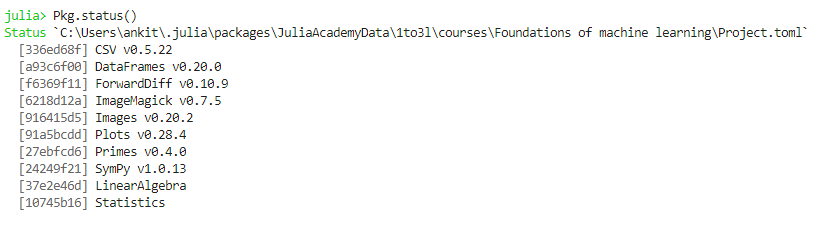 julia> Pkg.status()
Status `C:\Users\ankit\.julia\packages\JuliaAcademyData\1to3l\courses\Foundations of machine learning\Project.toml`
[336ed68f] CSV v0.5.22
[a93c6f00] DataFrames v0.20.0
[f6369f11] ForwardDiff v0.10.9
[6218d12a] ImageMagick v0.7.5
[916415d5] Images v0.20.2
[91a5bcdd] Plots v0.28.4
[27ebfcd6] Primes v0.4.0
[24249f21] SymPy v1.0.13
[37e2e46d] LinearAlgebra
[10745b16] Statistics